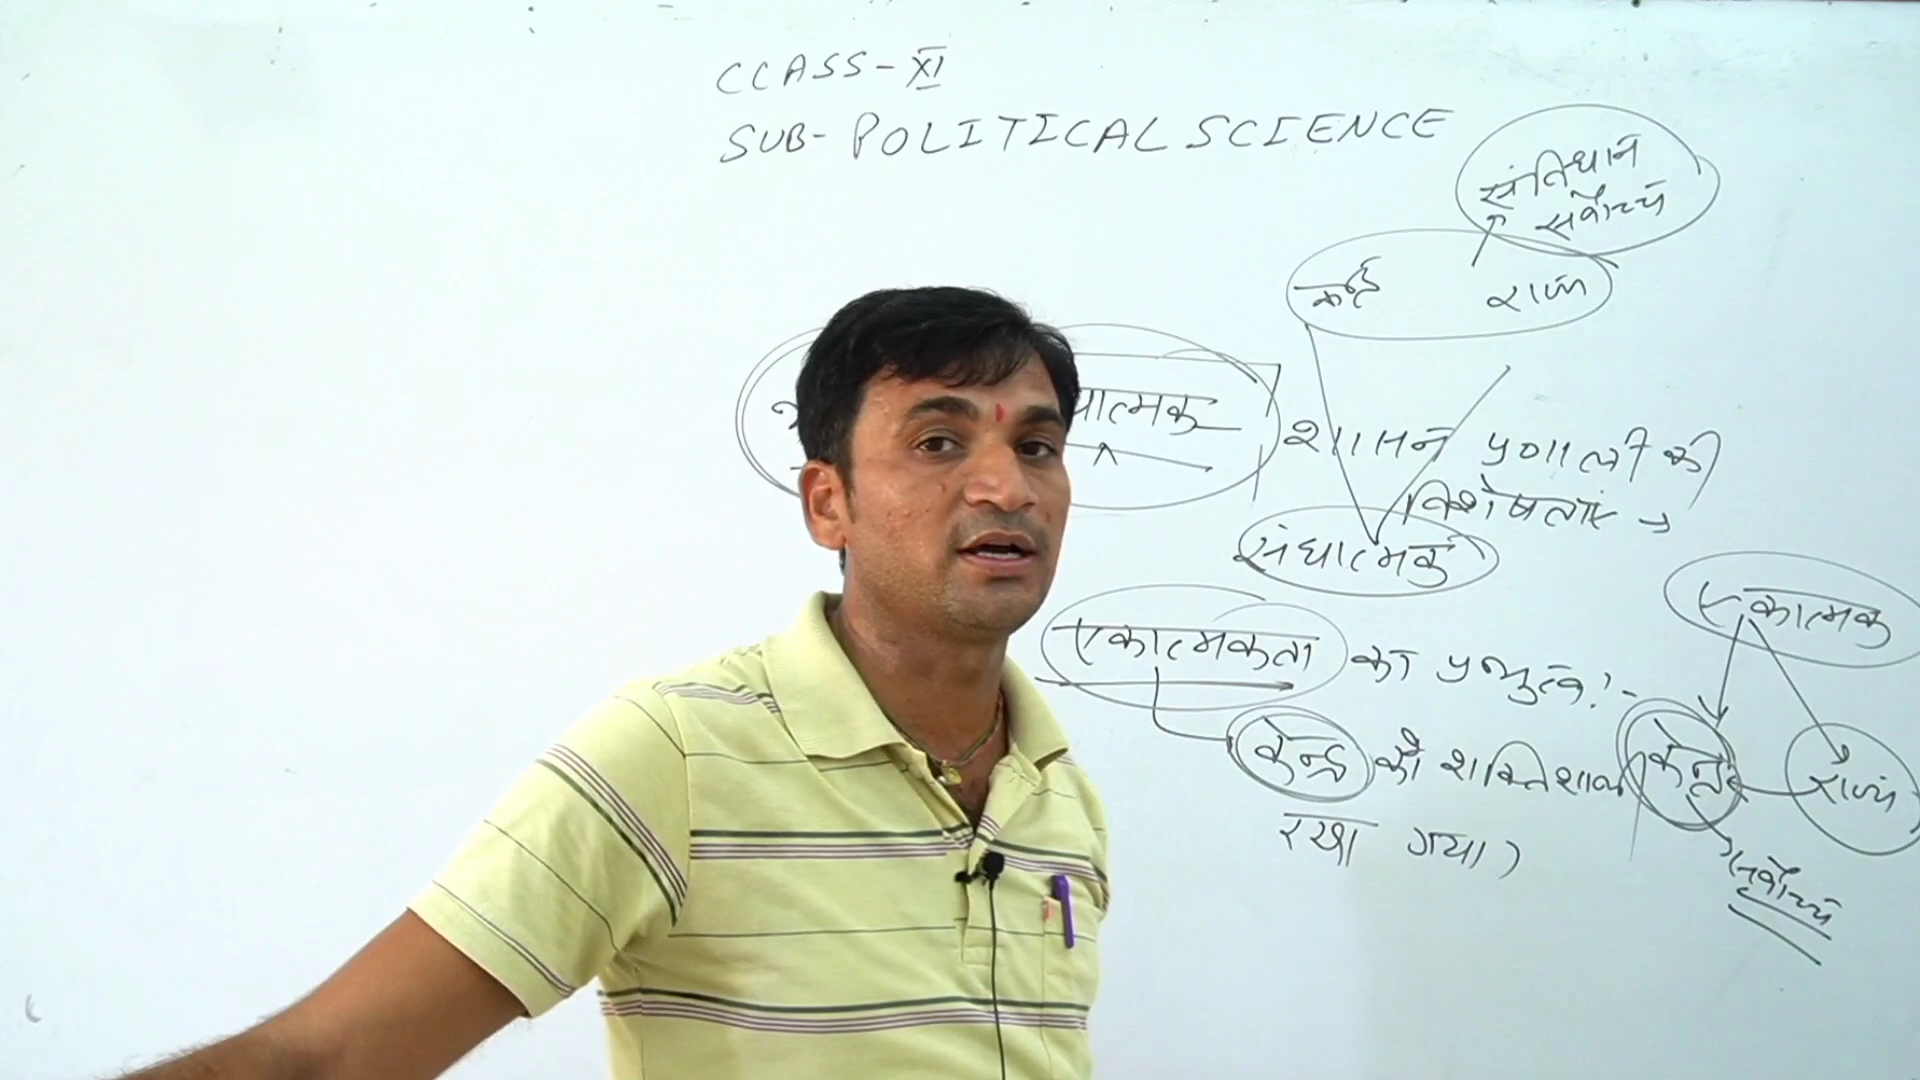 CLASS - XI
SUB- POLITICAL SCIENCE
संविधान
सर्वोच्च
केन्द्र राज्य
शासन प्रणाली की
विशेषताएं →
संघात्मक
एकात्मक
एकात्मकता का प्रभुत्व :-
केन्द्र को शक्तिशाली केन्द्र राज्य
रखा गया)
सर्वोच्च